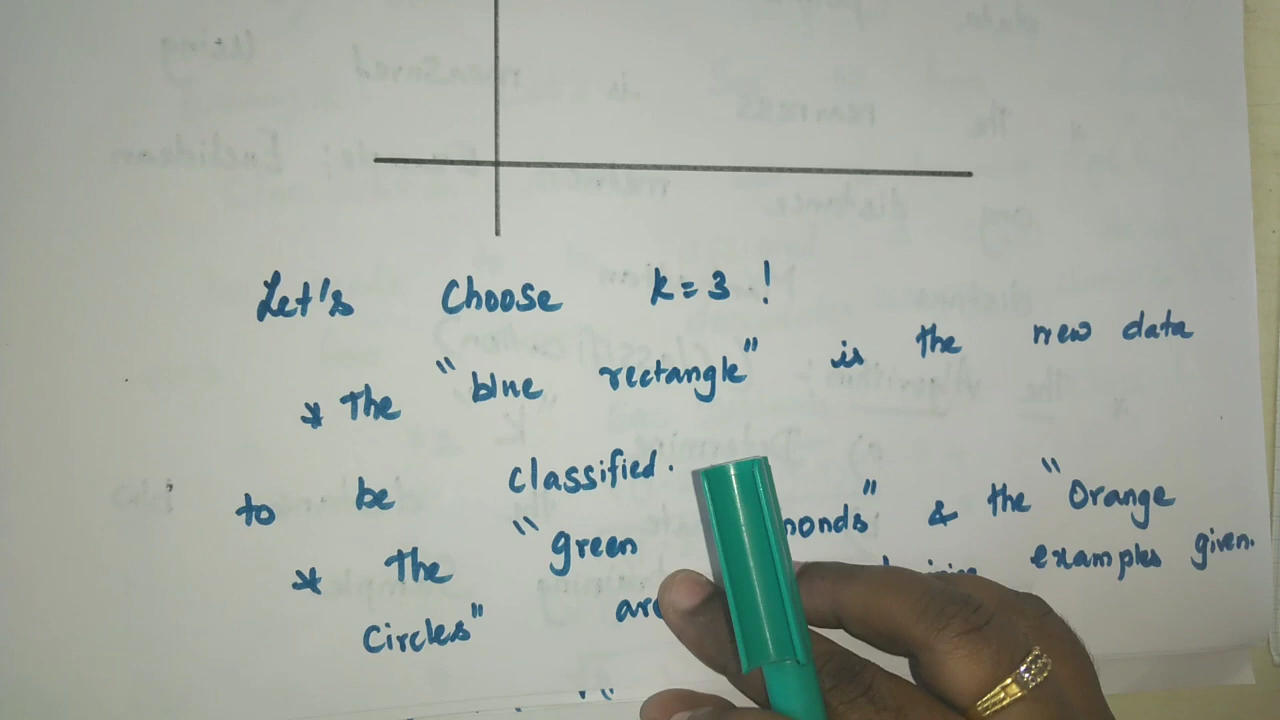 Let's Choose k=3 !
* The "blue rectangle" is the new data
to be classified.
* The "green monds" & the "Orange
Circles" are examples given.